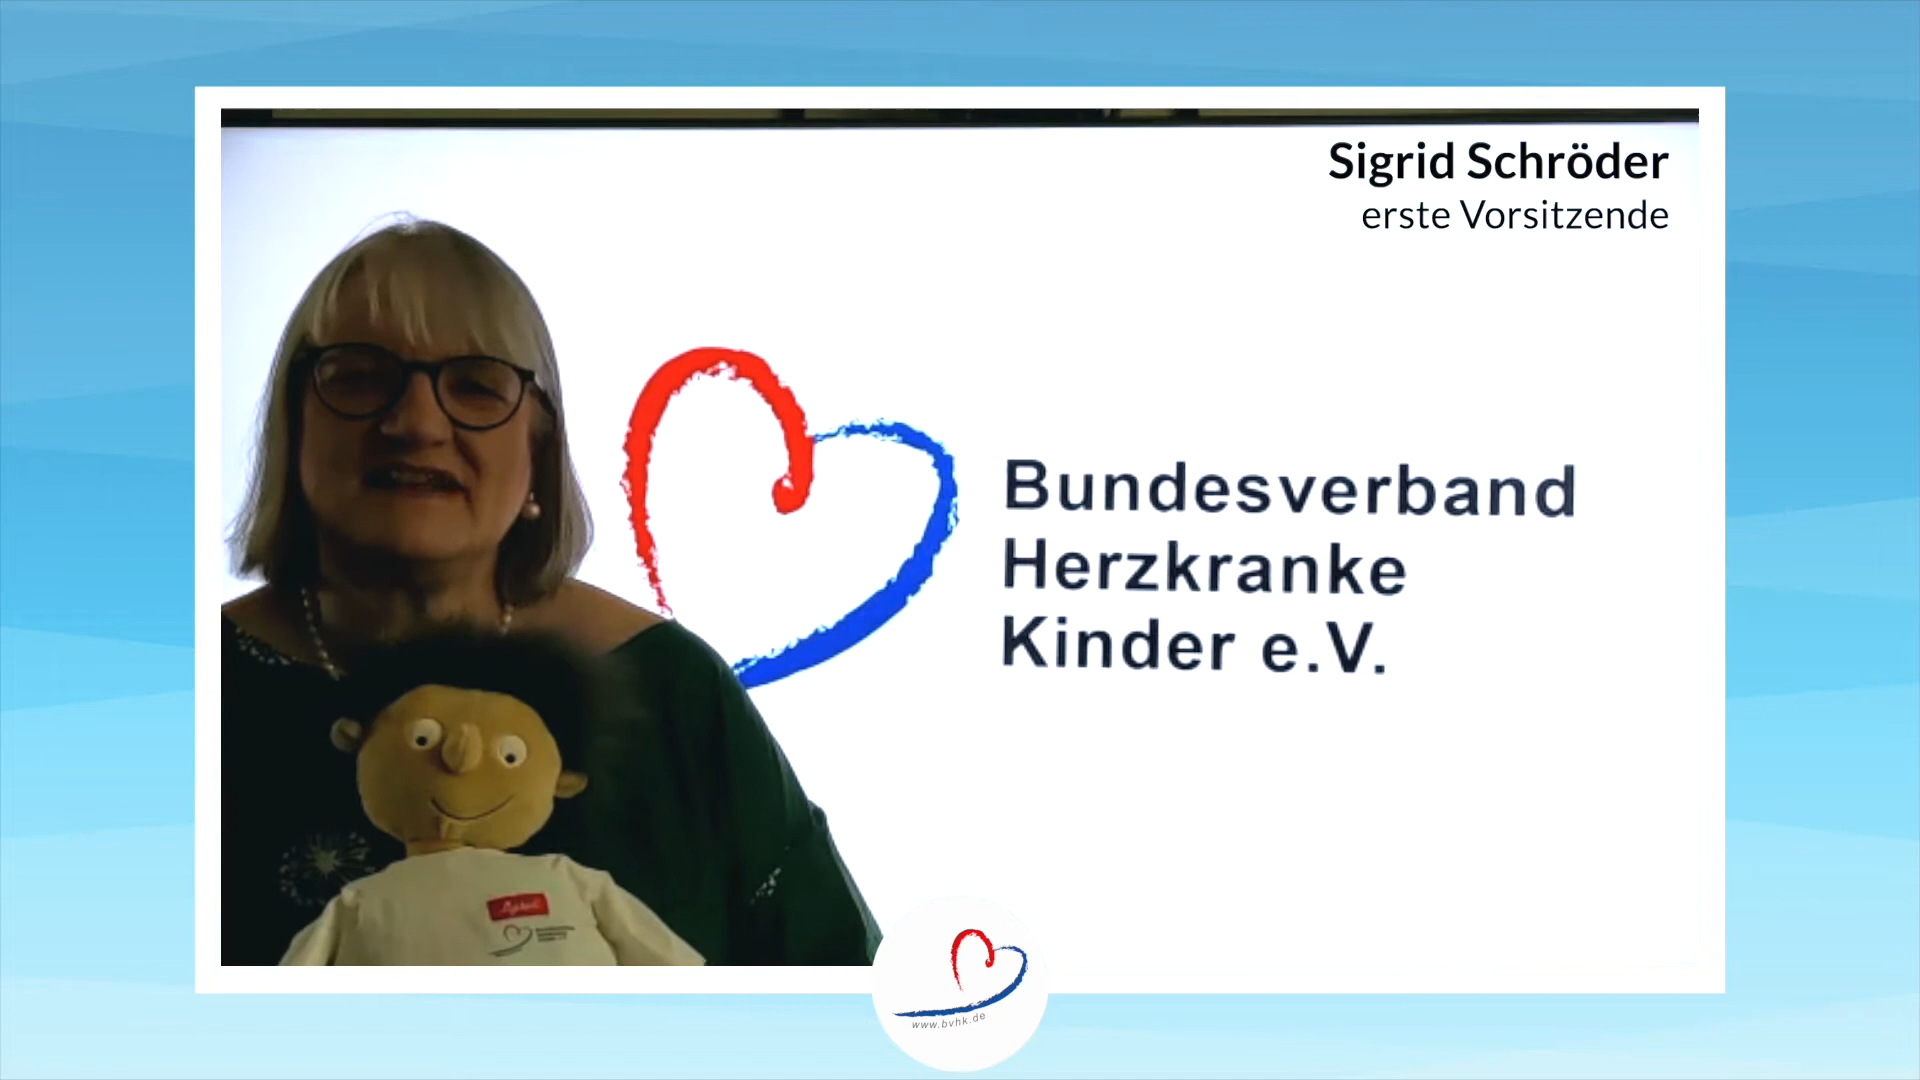 Sigrid Schröder
erste Vorsitzende
Bundesverband
Herzkranke
Kinder e.V.
www.bvhk.de